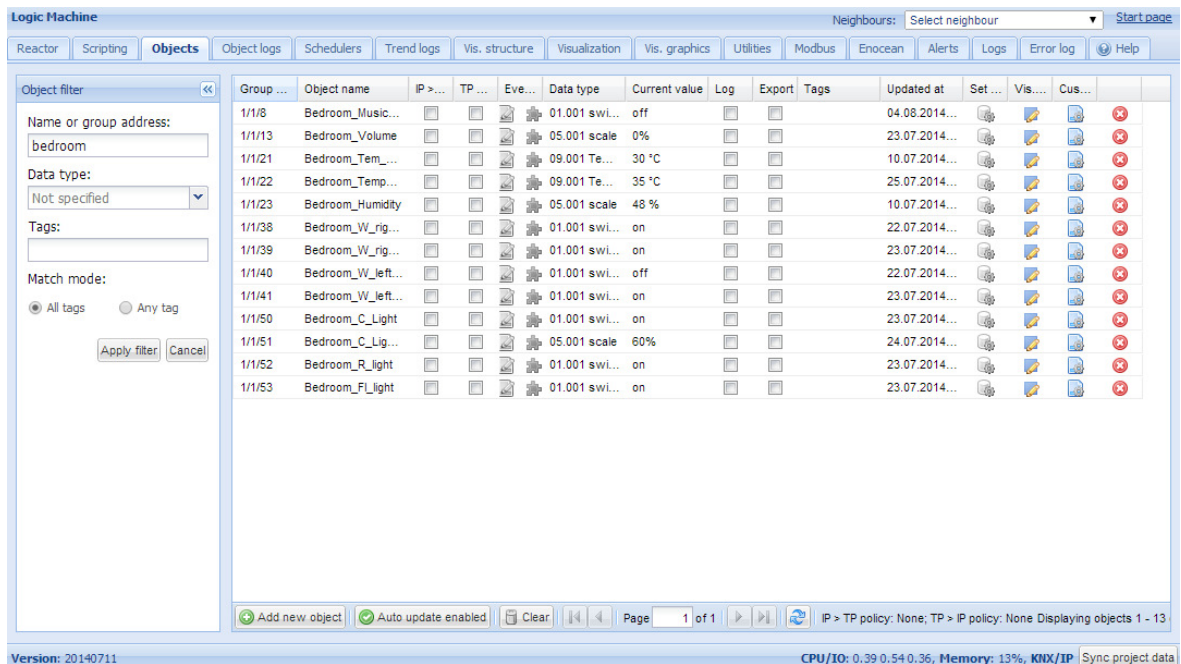 Logic Machine
Neighbours: Select neighbour Start page
Reactor Scripting Objects Object logs Schedulers Trend logs Vis. structure Visualization Vis. graphics Utilities Modbus Enocean Alerts Logs Error log Help
Object filter
Name or group address:
bedroom
Data type:
Not specified
Tags:
Match mode:
All tags Any tag
Apply filter Cancel
Group ... Object name IP >... TP ... Eve... Data type Current value Log Export Tags Updated at Set ... Vis.... Cus...
1/1/8 Bedroom_Music... 01.001 swi... off 04.08.2014...
1/1/13 Bedroom_Volume 05.001 scale 0% 23.07.2014...
1/1/21 Bedroom_Tem_... 09.001 Te... 30 °C 10.07.2014...
1/1/22 Bedroom_Temp... 09.001 Te... 35 °C 25.07.2014...
1/1/23 Bedroom_Humidity 05.001 scale 48 % 10.07.2014...
1/1/38 Bedroom_W_rig... 01.001 swi... on 22.07.2014...
1/1/39 Bedroom_W_rig... 01.001 swi... on 23.07.2014...
1/1/40 Bedroom_W_left... 01.001 swi... off 22.07.2014...
1/1/41 Bedroom_W_left... 01.001 swi... on 23.07.2014...
1/1/50 Bedroom_C_Light 01.001 swi... on 23.07.2014...
1/1/51 Bedroom_C_Lig... 05.001 scale 60% 24.07.2014...
1/1/52 Bedroom_R_light 01.001 swi... on 23.07.2014...
1/1/53 Bedroom_Fl_light 01.001 swi... on 23.07.2014...
Add new object Auto update enabled Clear Page 1 of 1 IP > TP policy: None; TP > IP policy: None Displaying objects 1 - 13
Version: 20140711 CPU/IO: 0.39 0.54 0.36, Memory: 13%, KNX/IP Sync project data